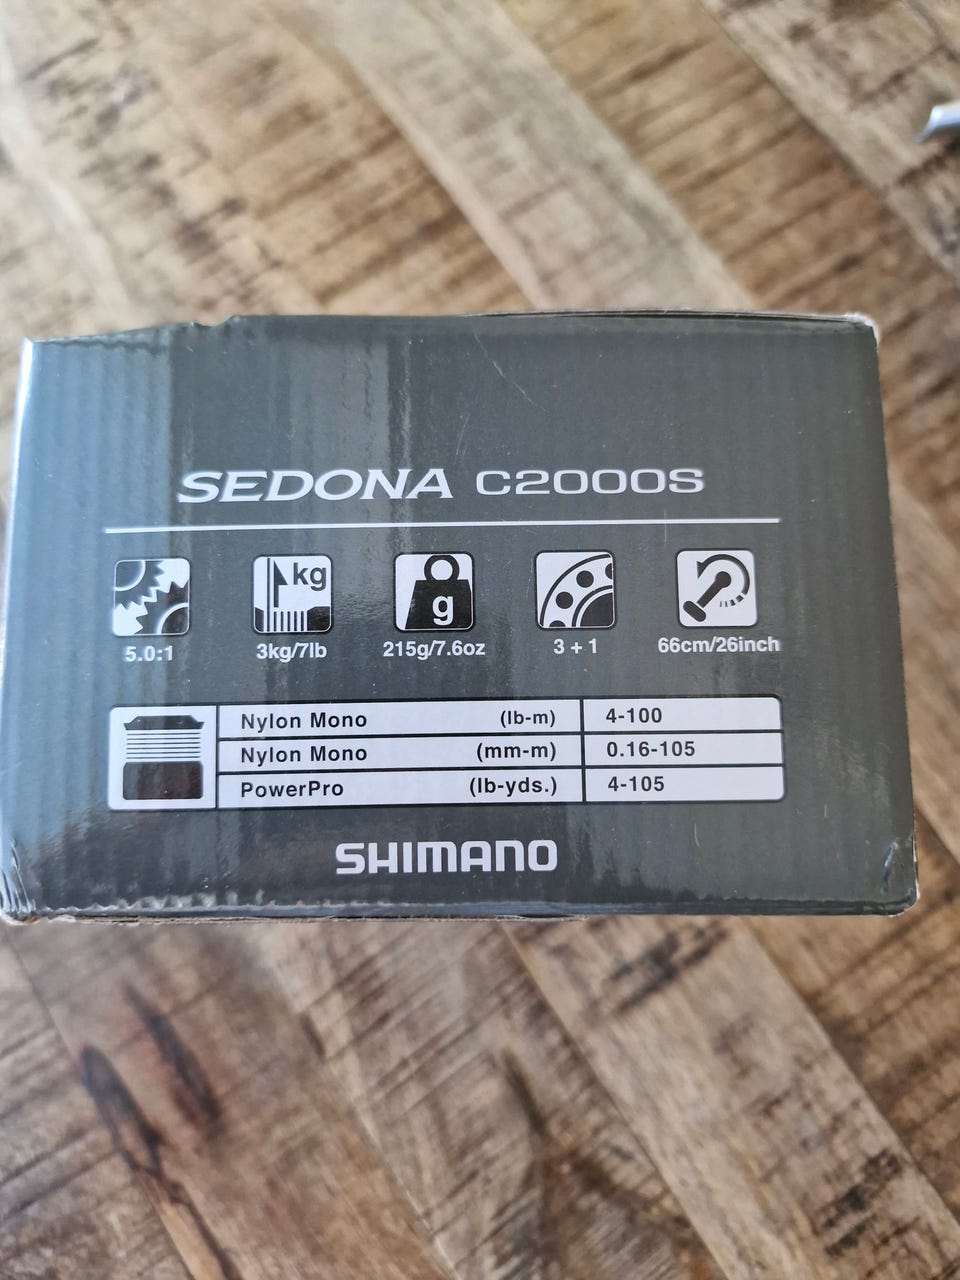 SEDONA C2000S
kg g
5.0:1 3kg/7lb 215g/7.6oz 3 + 1 66cm/26inch
Nylon Mono (lb-m) 4-100
Nylon Mono (mm-m) 0.16-105
PowerPro (lb-yds.) 4-105
SHIMANO